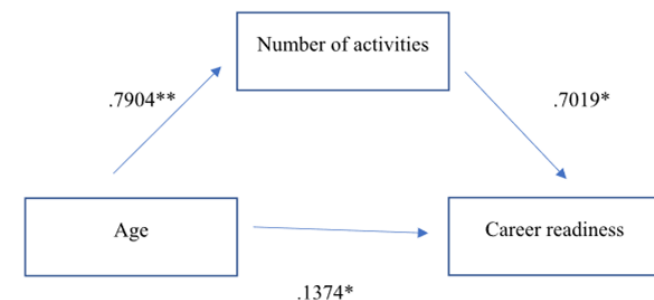 Number of activities
.7904**
.7019*
Age
Career readiness
.1374*